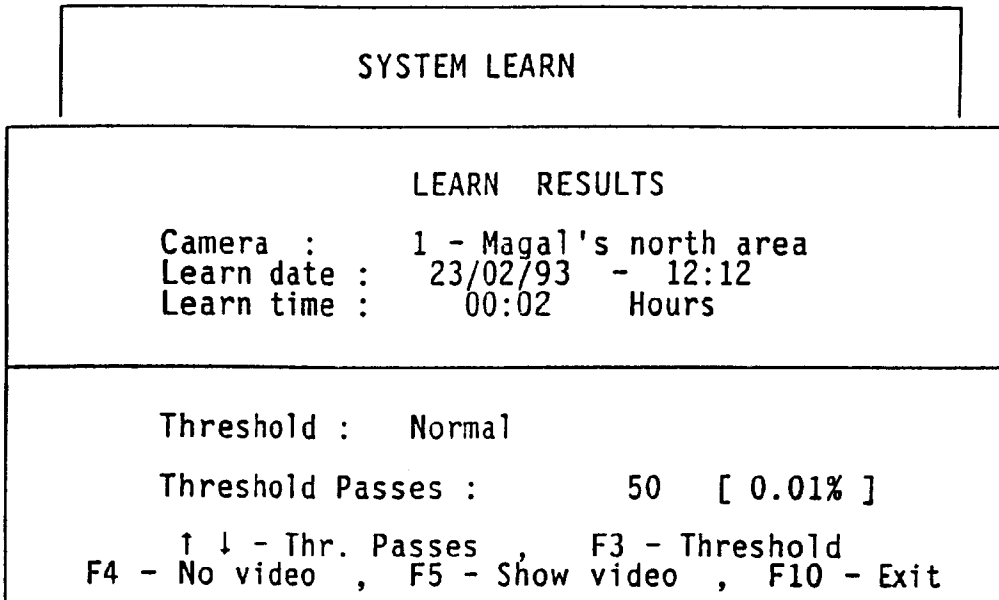 SYSTEM LEARN
LEARN RESULTS
Camera : 1 - Magal's north area
Learn date : 23/02/93 - 12:12
Learn time : 00:02 Hours
Threshold : Normal
Threshold Passes : 50 [ 0.01% ]
↑ ↓ - Thr. Passes , F3 - Threshold
F4 - No video , F5 - Show video , F10 - Exit